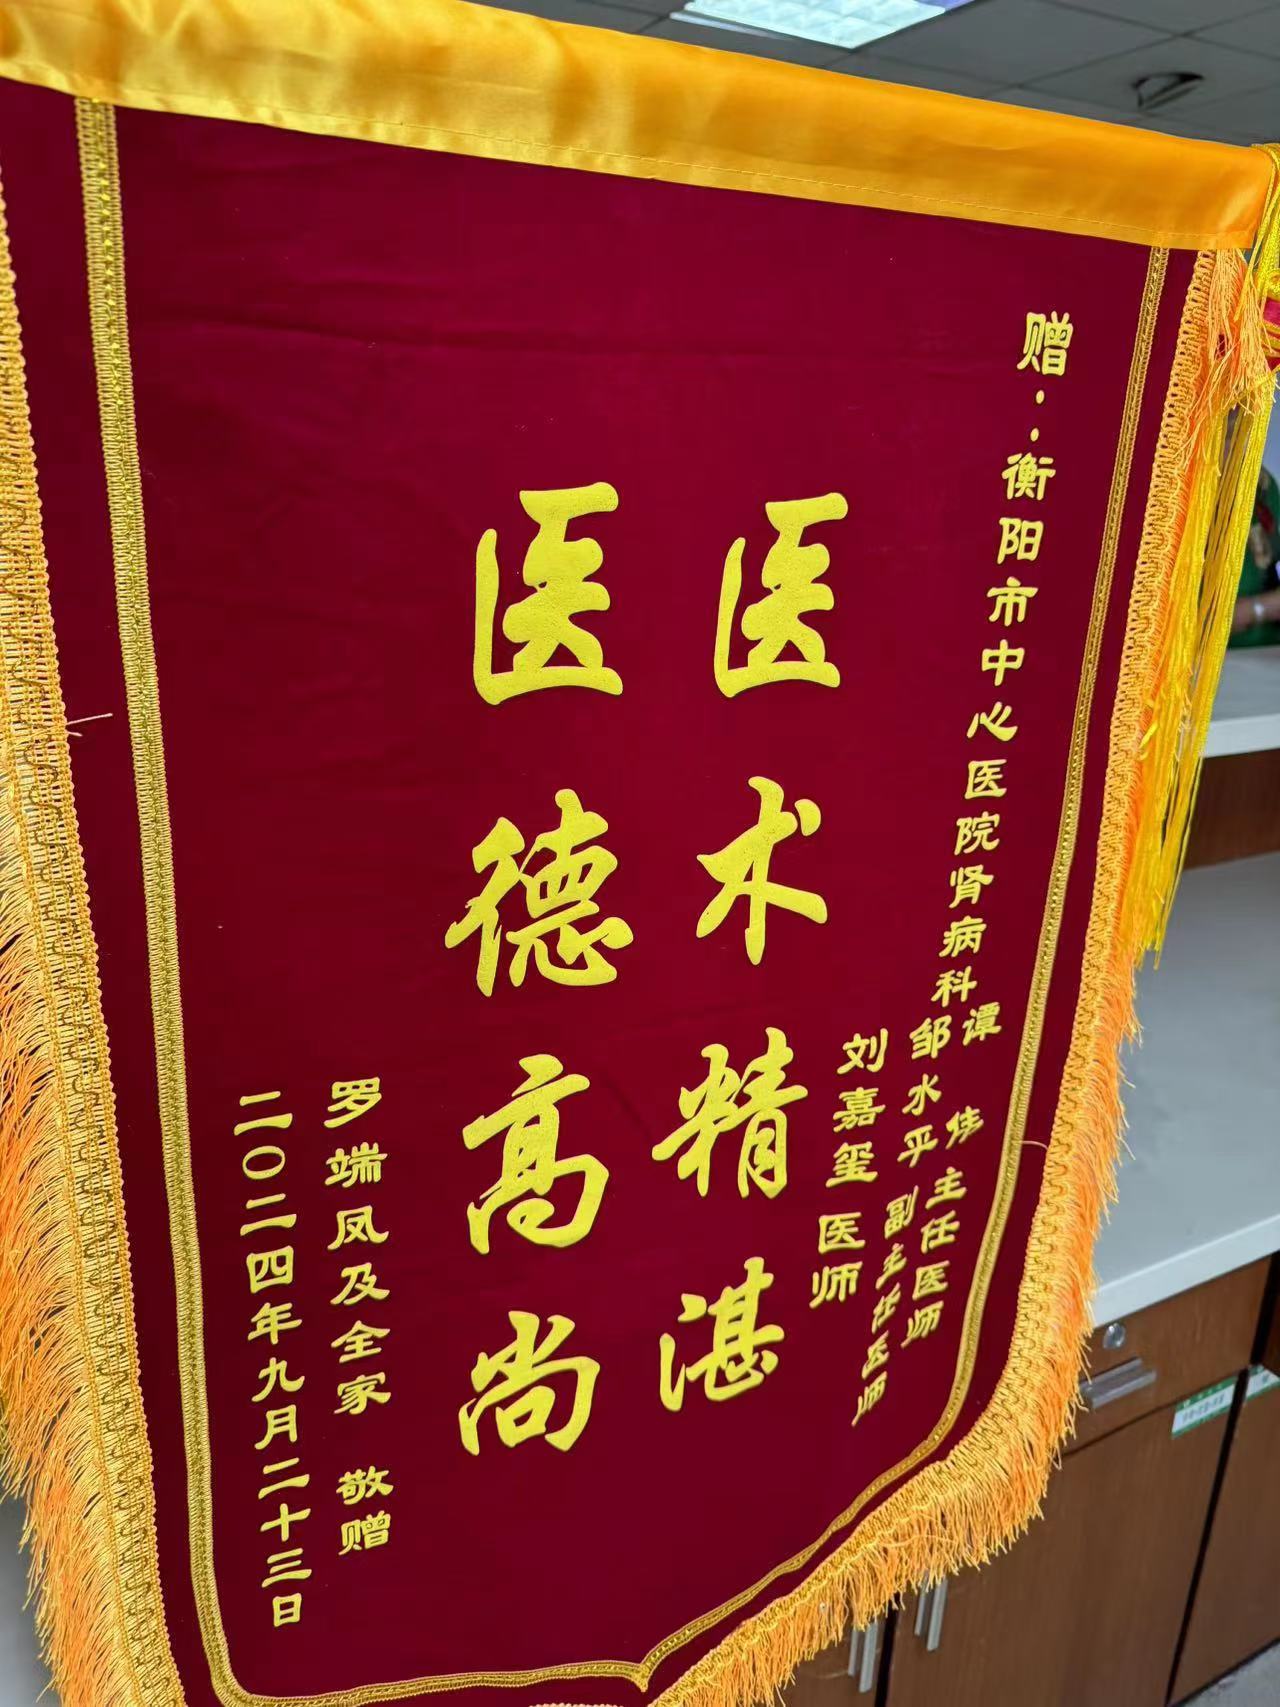 赠：衡阳市中心医院肾病科
谭伟主任医师
邹水平 副主任医师
刘嘉玺 医师
医术精湛
医德高尚
罗端凤及全家 敬赠
二〇二四年九月二十三日